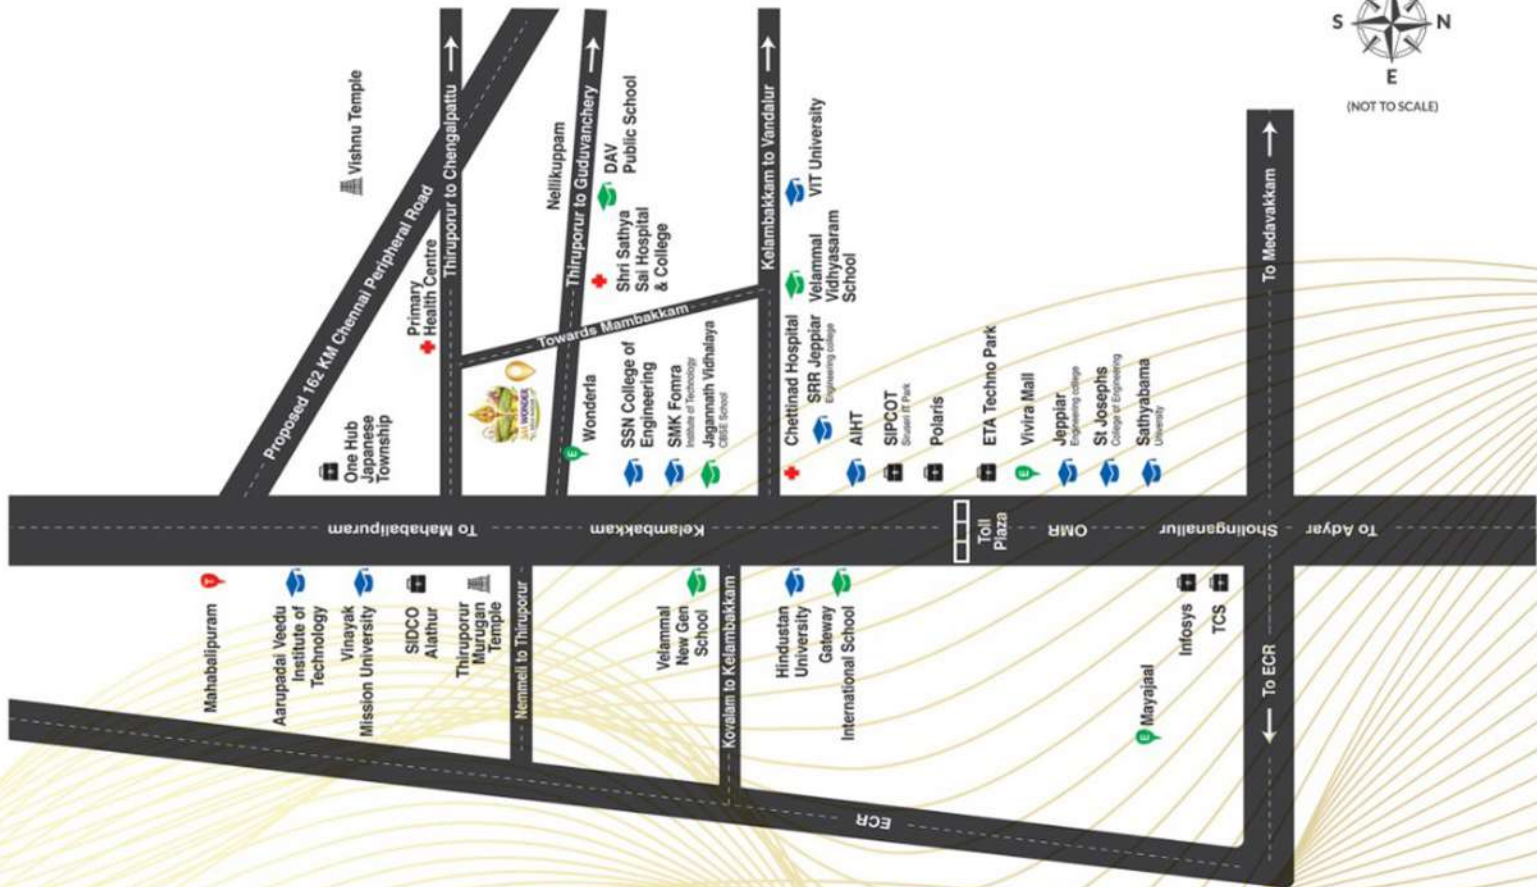 S
N
E
(NOT TO SCALE)
Vishnu Temple
Proposed 162 KM Chennai Peripheral Road
Thiruporur to Chengalpattu
Primary
Health Centre
Nellikuppam
Thiruporur to Guduvanchery
DAV
Public School
Shri Sathya
Sai Hospital
& College
Kelambakkam to Vandalur
VIT University
Velammal
Vidhyasaram
School
To Medavakkam
Towards Mambakkam
One Hub
Japanese
Township
WONDER
Wonderla
E
SSN College of
Engineering
SMK Fomra
Institute of Technology
Jagannath Vidhalaya
CBSE School
Chettinad Hospital
SRR Jeppiar
Engineering college
AIHT
SIPCOT
Siruseri IT Park
Polaris
ETA Techno Park
Vivira Mall
E
Jeppiar
Engineering college
St Josephs
College of Engineering
Sathyabama
University
To Mahabalipuram
Kelambakkam
Toll
Plaza
OMR
Sholinganallur
To Adyar
T
Mahabalipuram
Aarupadai Veedu
Institute of
Technology
Vinayak
Mission University
SIDCO
Alathur
Thiruporur
Murugan
Temple
Nemmeli to Thiruporur
Velammal
New Gen
School
Kovalam to Kelambakkam
Hindustan
University
Gateway
International School
E
Mayajaal
Infosys
TCS
To ECR
ECR